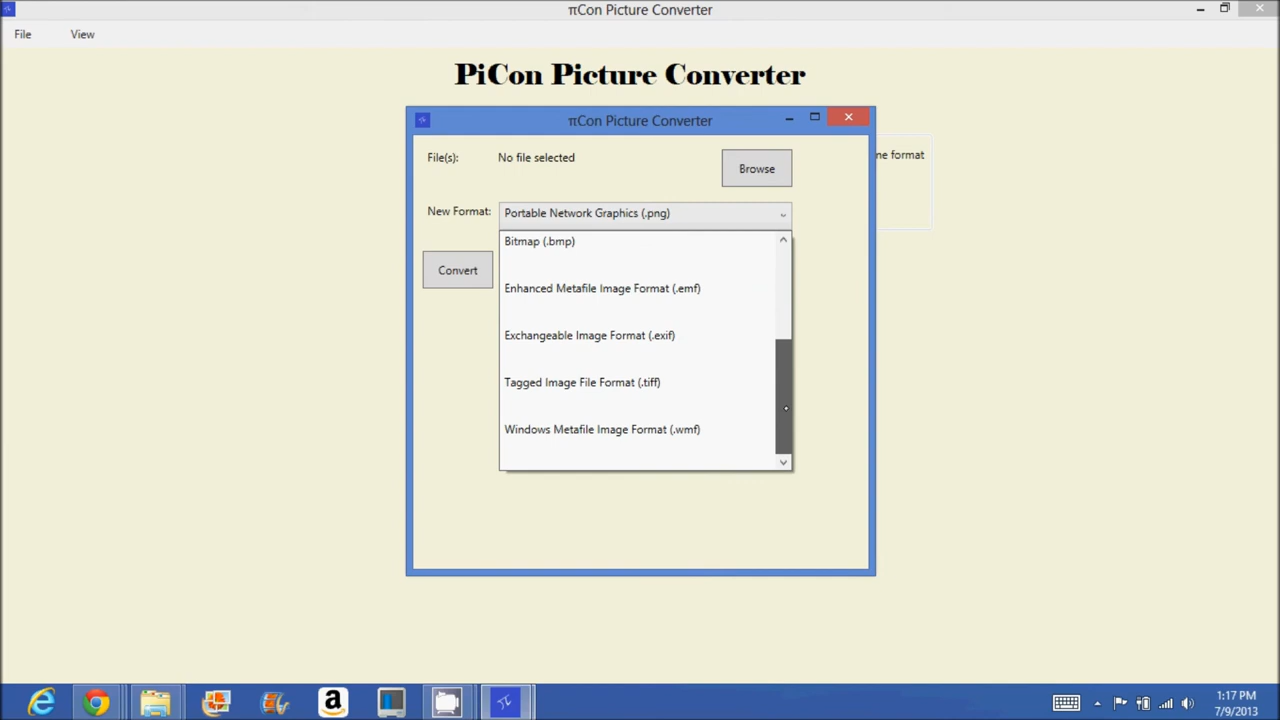 πCon Picture Converter
File View
PiCon Picture Converter
πCon Picture Converter
File(s): No file selected Browse
ne format
New Format: Portable Network Graphics (.png)
Bitmap (.bmp)
Convert
Enhanced Metafile Image Format (.emf)
Exchangeable Image Format (.exif)
Tagged Image File Format (.tiff)
Windows Metafile Image Format (.wmf)
1:17 PM
7/9/2013